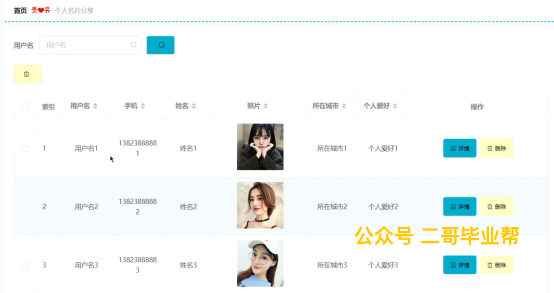 首页 关❤乔 个人名片分享
用户名 用户名
索引 用户名 手机 姓名 照片 所在城市 个人爱好 操作
1 用户名1 13823888881 姓名1 所在城市1 个人爱好1 详情 删除
2 用户名2 13823888882 姓名2 所在城市2 个人爱好2 详情 删除
公众号 二哥毕业帮
3 用户名3 13823888883 姓名3 所在城市3 个人爱好3 详情 删除